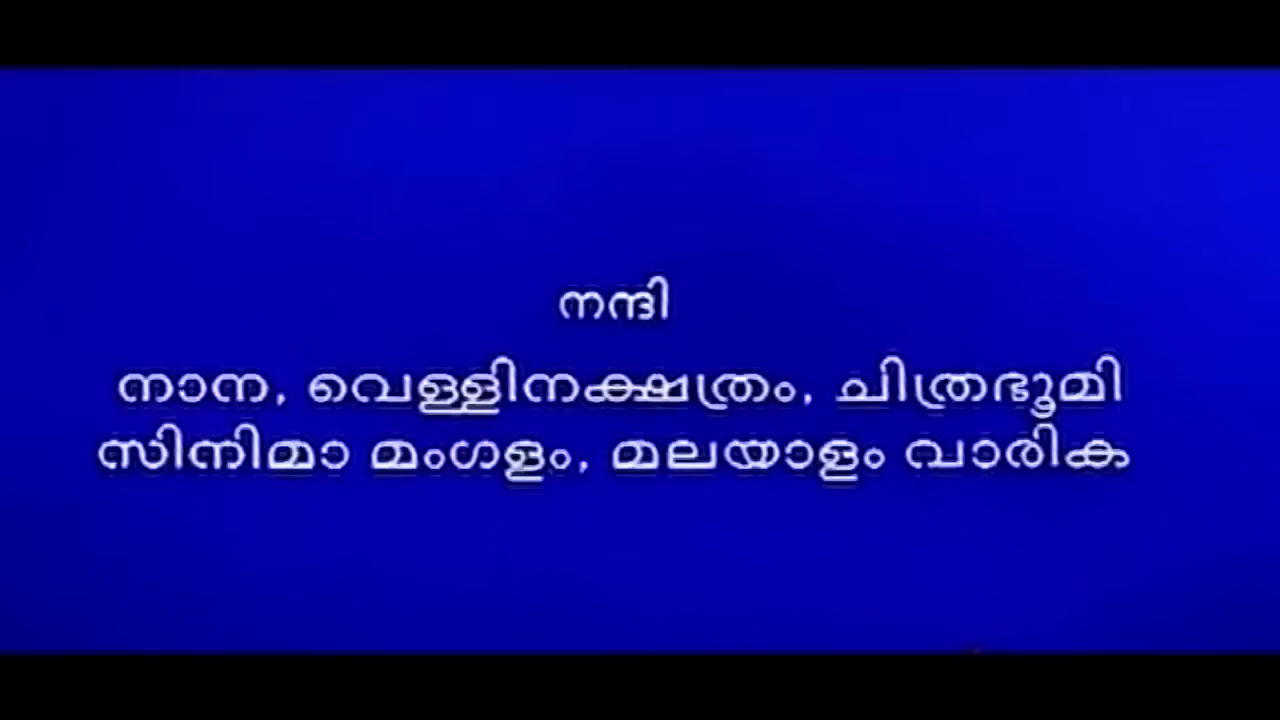 നന്ദി
നാന, വെള്ളിനക്ഷത്രം, ചിത്രഭൂമി
സിനിമാ മംഗളം, മലയാളം വാരിക